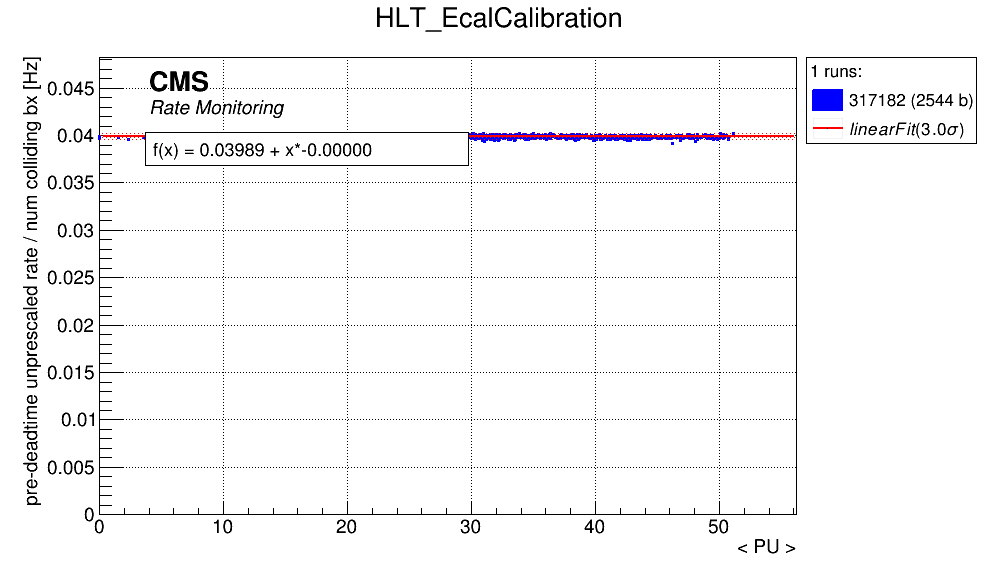 HLT_EcalCalibration
pre-deadtime unprescaled rate / num colliding bx [Hz]
CMS
Rate Monitoring
f(x) = 0.03989 + x*-0.00000
1 runs:
317182 (2544 b)
linearFit(3.0σ)
0.045
0.04
0.035
0.03
0.025
0.02
0.015
0.01
0.005
0
0 10 20 30 40 50
< PU >